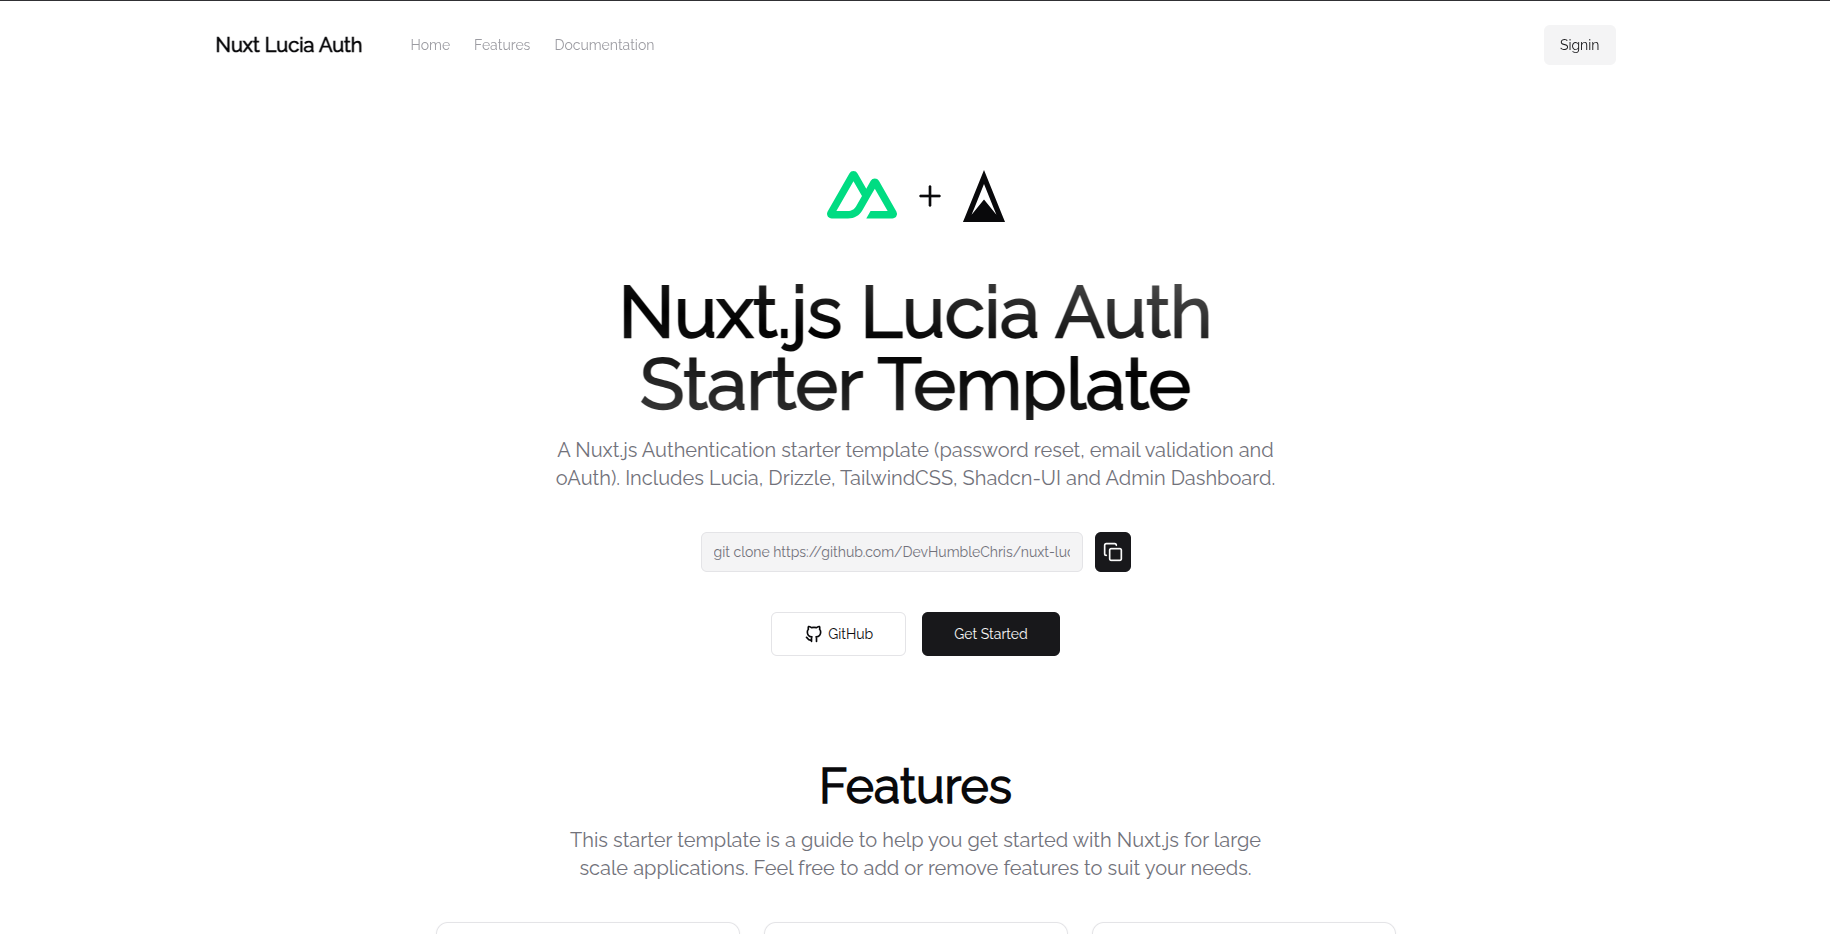 Nuxt Lucia Auth
Home
Features
Documentation
Signin
Nuxt.js Lucia Auth
Starter Template
A Nuxt.js Authentication starter template (password reset, email validation and
oAuth). Includes Lucia, Drizzle, TailwindCSS, Shadcn-UI and Admin Dashboard.
git clone https://github.com/DevHumbleChris/nuxt-luc
GitHub
Get Started
Features
This starter template is a guide to help you get started with Nuxt.js for large
scale applications. Feel free to add or remove features to suit your needs.